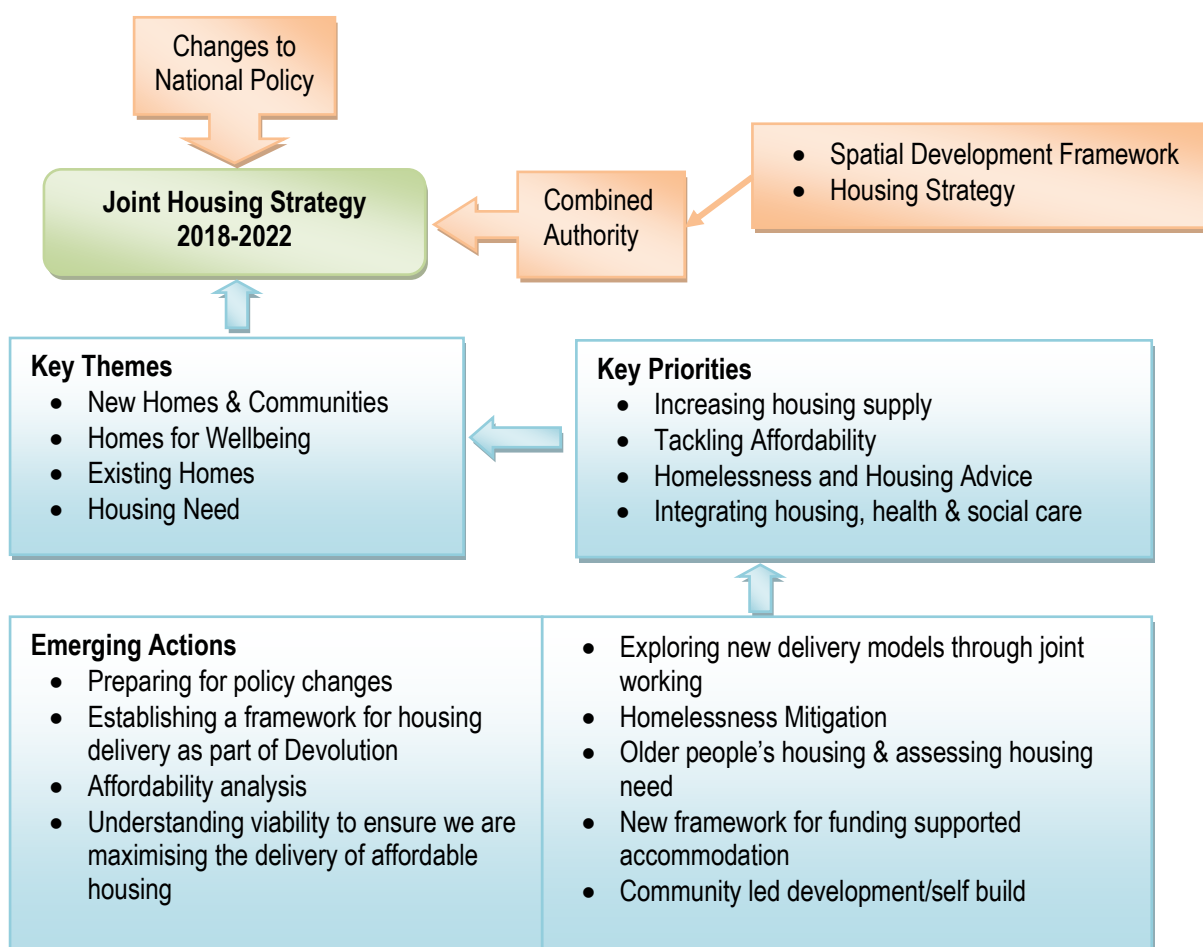 Changes to
National Policy
• Spatial Development Framework
• Housing Strategy
Joint Housing Strategy
2018-2022
Combined
Authority
Key Themes
• New Homes & Communities
• Homes for Wellbeing
• Existing Homes
• Housing Need
Key Priorities
• Increasing housing supply
• Tackling Affordability
• Homelessness and Housing Advice
• Integrating housing, health & social care
Emerging Actions
• Preparing for policy changes
• Establishing a framework for housing
delivery as part of Devolution
• Affordability analysis
• Understanding viability to ensure we are
maximising the delivery of affordable
housing
• Exploring new delivery models through joint
working
• Homelessness Mitigation
• Older people’s housing & assessing housing
need
• New framework for funding supported
accommodation
• Community led development/self build